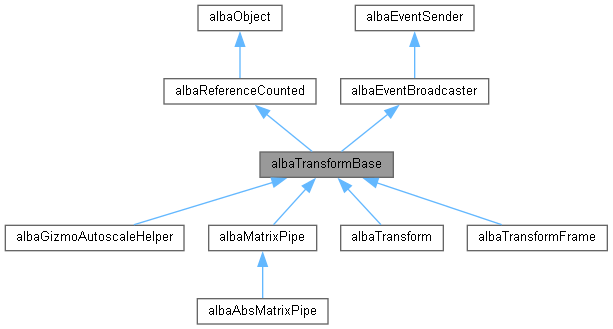 albaObject
albaEventSender
albaReferenceCounted
albaEventBroadcaster
albaTransformBase
albaGizmoAutoscaleHelper
albaMatrixPipe
albaTransform
albaTransformFrame
albaAbsMatrixPipe